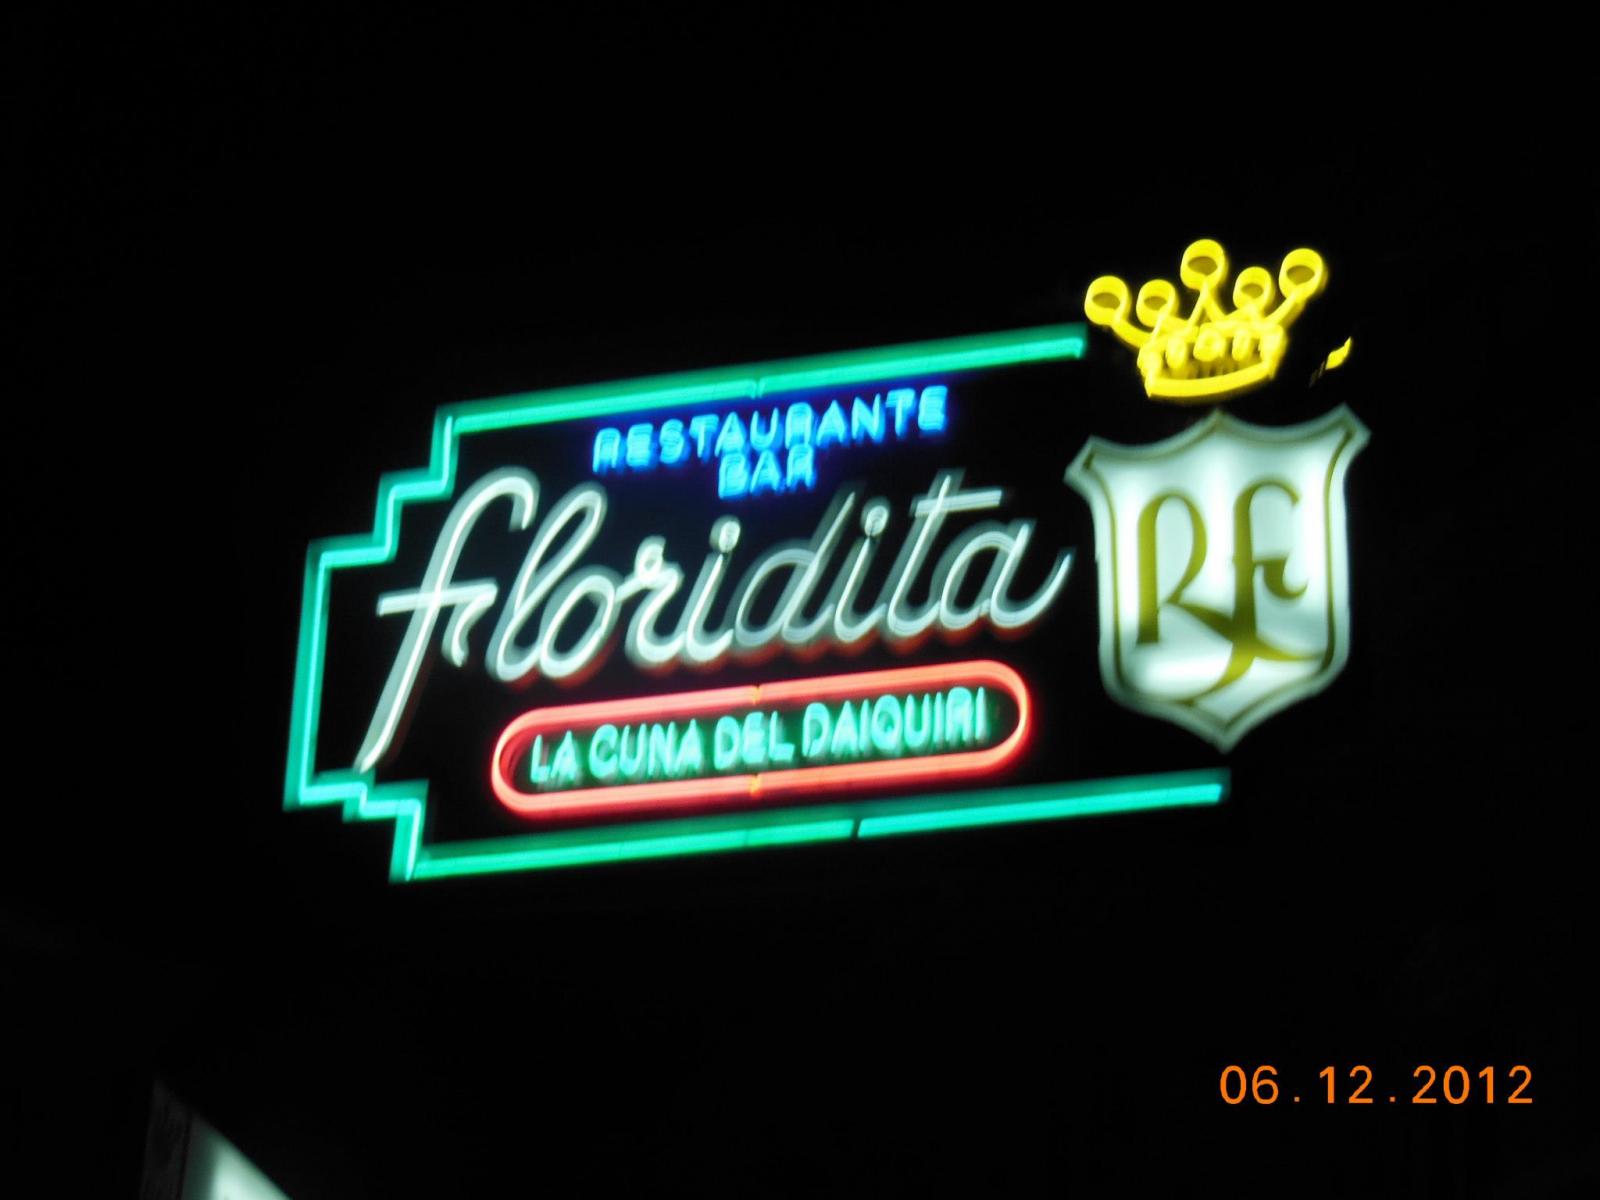 RESTAURANTE
BAR
floridita
LA CUNA DEL DAIQUIRI
RF
06.12.2012